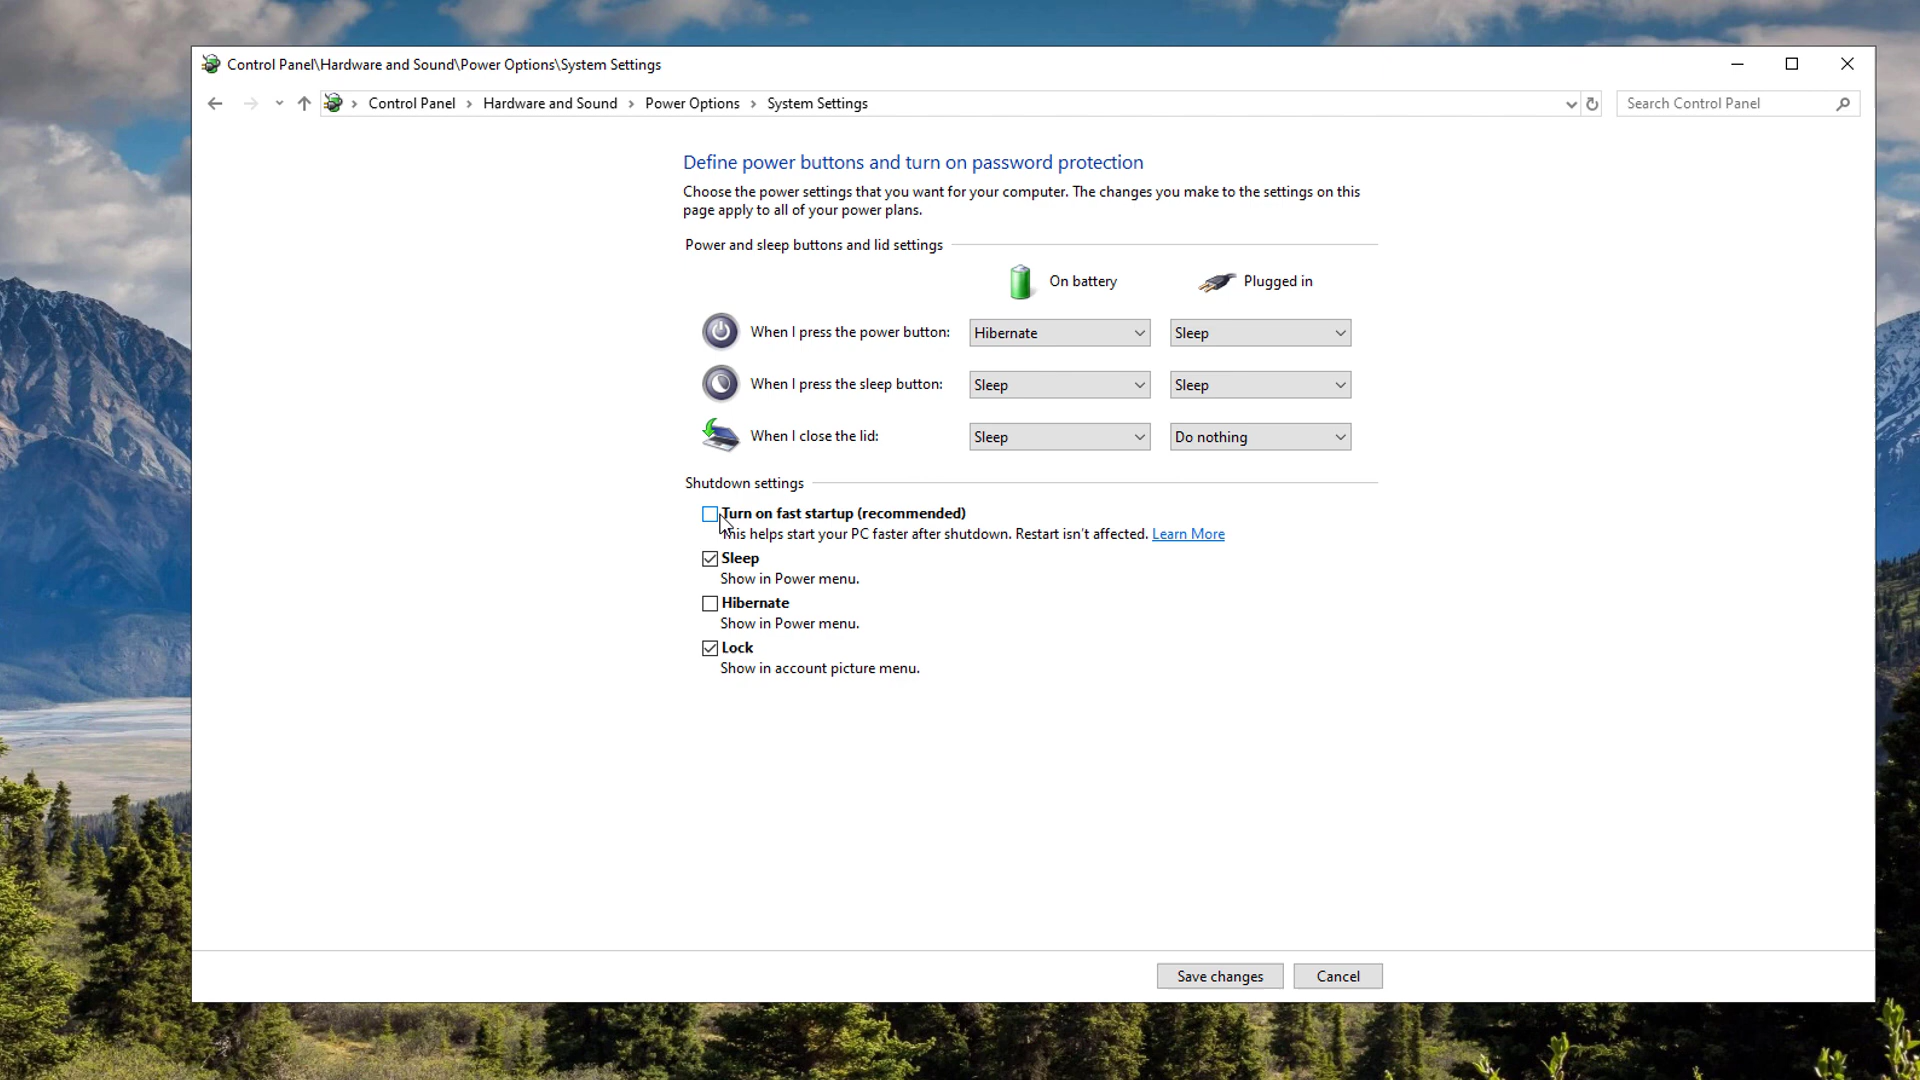 Control Panel\Hardware and Sound\Power Options\System Settings
Control Panel > Hardware and Sound > Power Options > System Settings
Search Control Panel
Define power buttons and turn on password protection
Choose the power settings that you want for your computer. The changes you make to the settings on this
page apply to all of your power plans.
Power and sleep buttons and lid settings
On battery
Plugged in
When I press the power button: Hibernate Sleep
When I press the sleep button: Sleep Sleep
When I close the lid: Sleep Do nothing
Shutdown settings
Turn on fast startup (recommended)
This helps start your PC faster after shutdown. Restart isn't affected. Learn More
Sleep
Show in Power menu.
Hibernate
Show in Power menu.
Lock
Show in account picture menu.
Save changes
Cancel